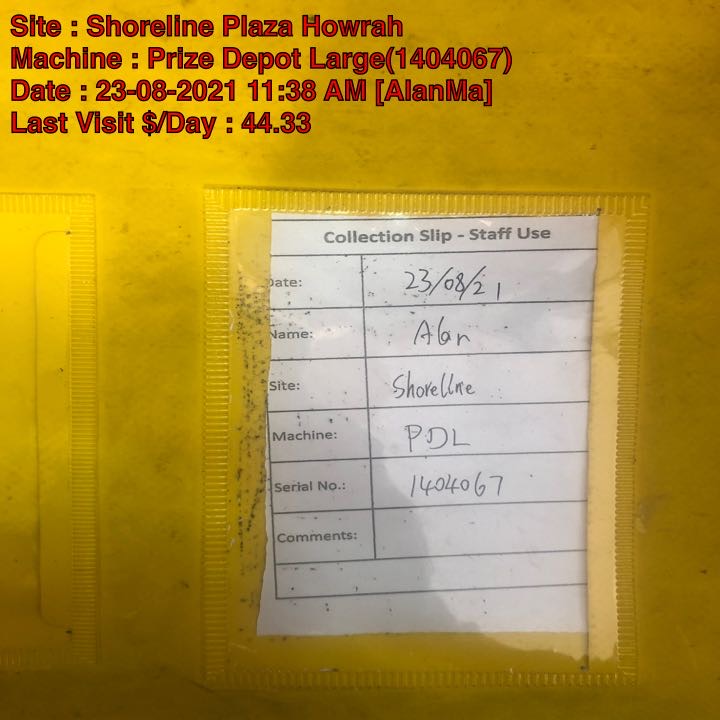 Site : Shoreline Plaza Howrah
Machine : Prize Depot Large(1404067)
Date : 23-08-2021 11:38 AM [AlanMa]
Last Visit $/Day : 44.33
Collection Slip - Staff Use
Date: 23/08/21
Name: Alan
Site: Shoreline
Machine: PDL
Serial No.: 1404067
Comments: